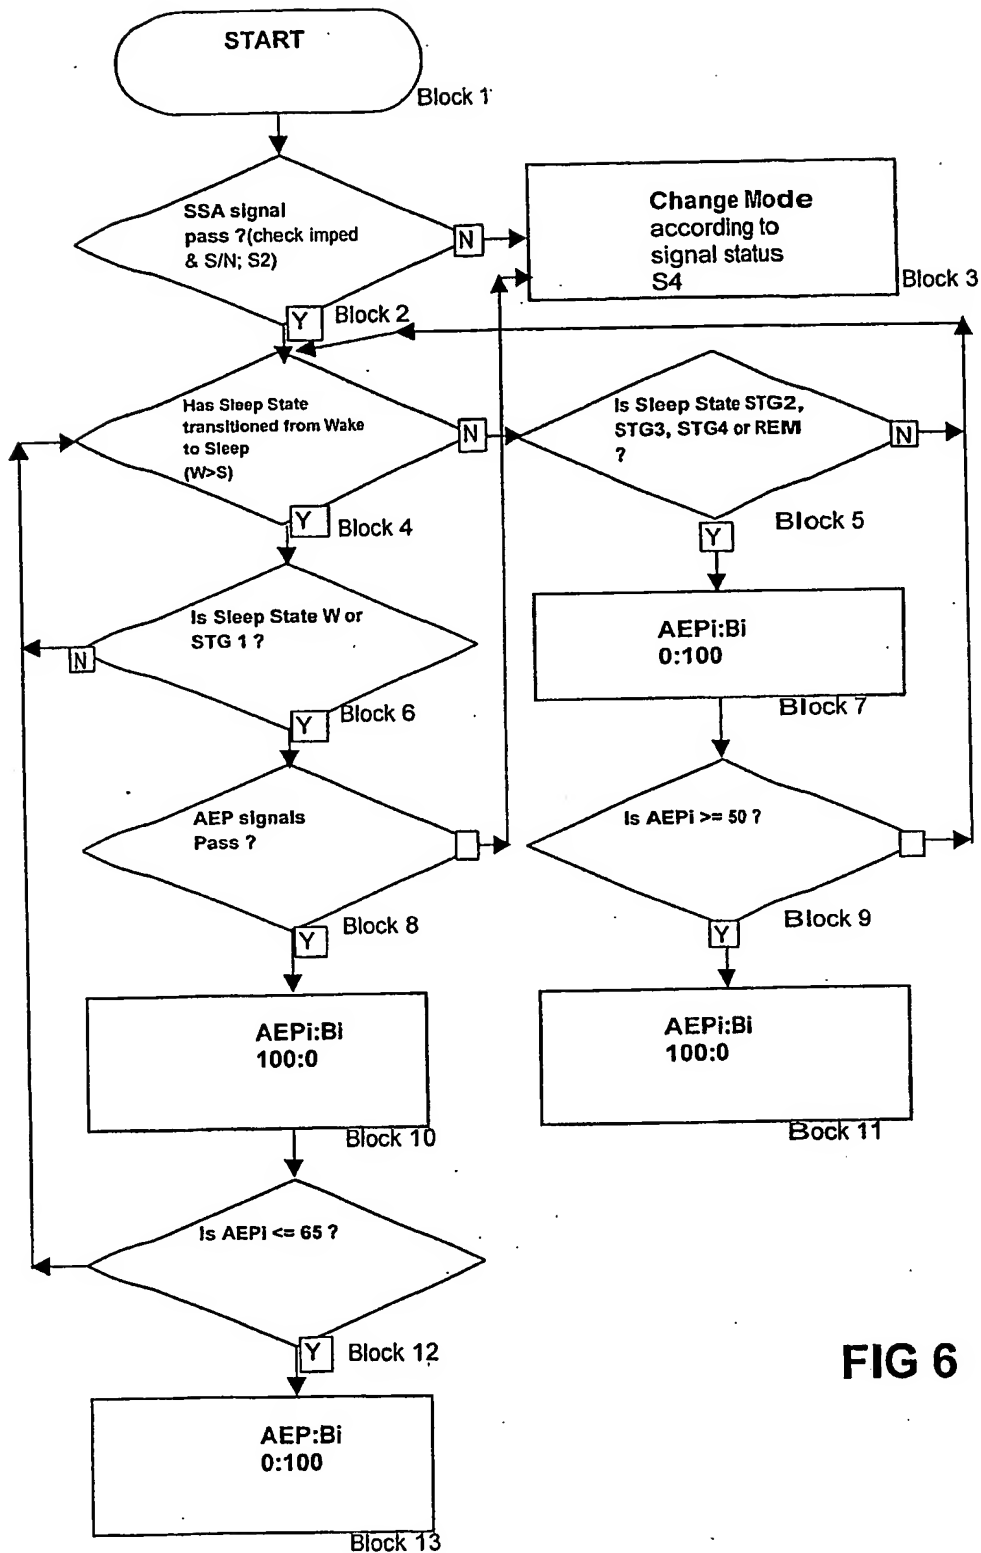 START
Block 1
SSA signal
pass ?(check imped
& S/N; S2)
N
Change Mode
according to
signal status
S4
Block 3
Y
Block 2
Has Sleep State
transitioned from Wake
to Sleep
(W>S)
N
Is Sleep State STG2,
STG3, STG4 or REM
?
N
Y
Block 4
Y
Block 5
Is Sleep State W or
STG 1 ?
N
AEPi:Bi
0:100
Block 7
Y
Block 6
AEP signals
Pass ?
Is AEPi >= 50 ?
Y
Block 8
Y
Block 9
AEPi:Bi
100:0
Block 10
AEPi:Bi
100:0
Bock 11
Is AEPi <= 65 ?
Y
Block 12
FIG 6
AEP:Bi
0:100
Block 13